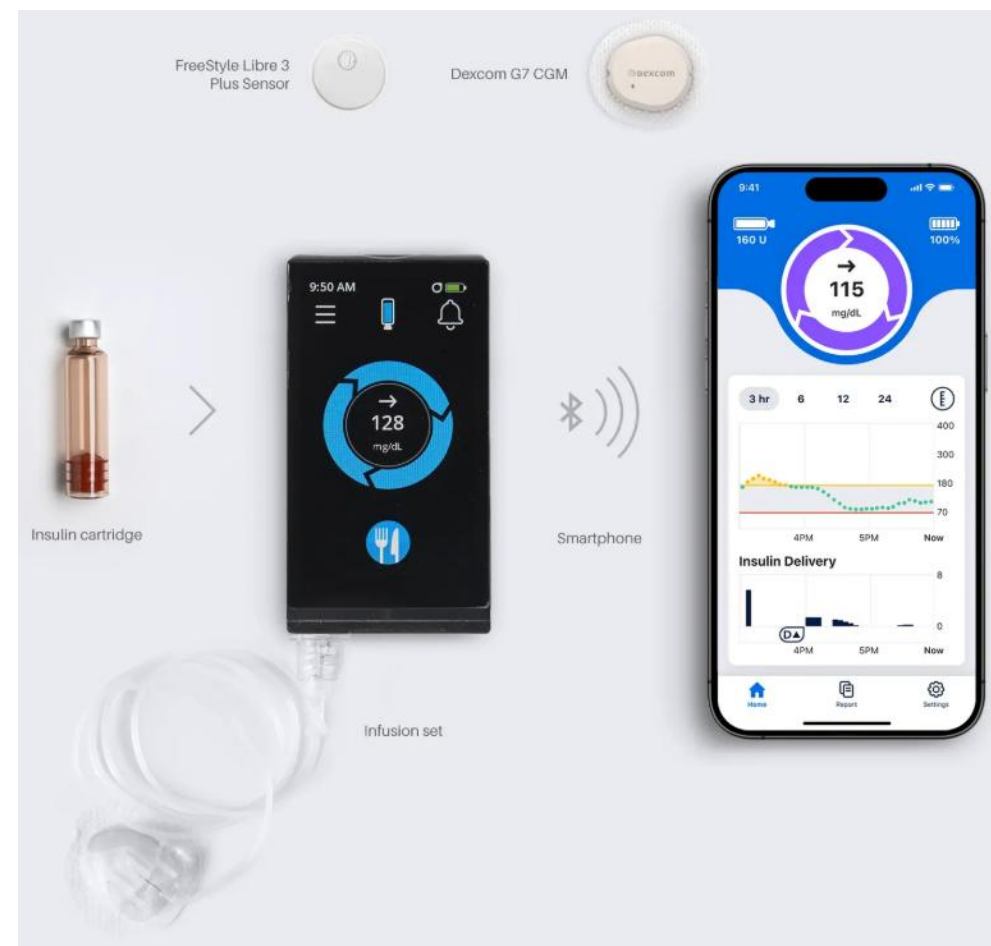 FreeStyle Libre 3
Plus Sensor
Dexcom G7 CGM
Dexcom
9:50 AM
128
mg/dL
Insulin cartridge
Smartphone
Infusion set
9:41
160 U
100%
115
mg/dL
3 hr 6 12 24
400
300
180
70
4PM 5PM Now
Insulin Delivery
8
0
D
4PM 5PM Now
Home Report Settings